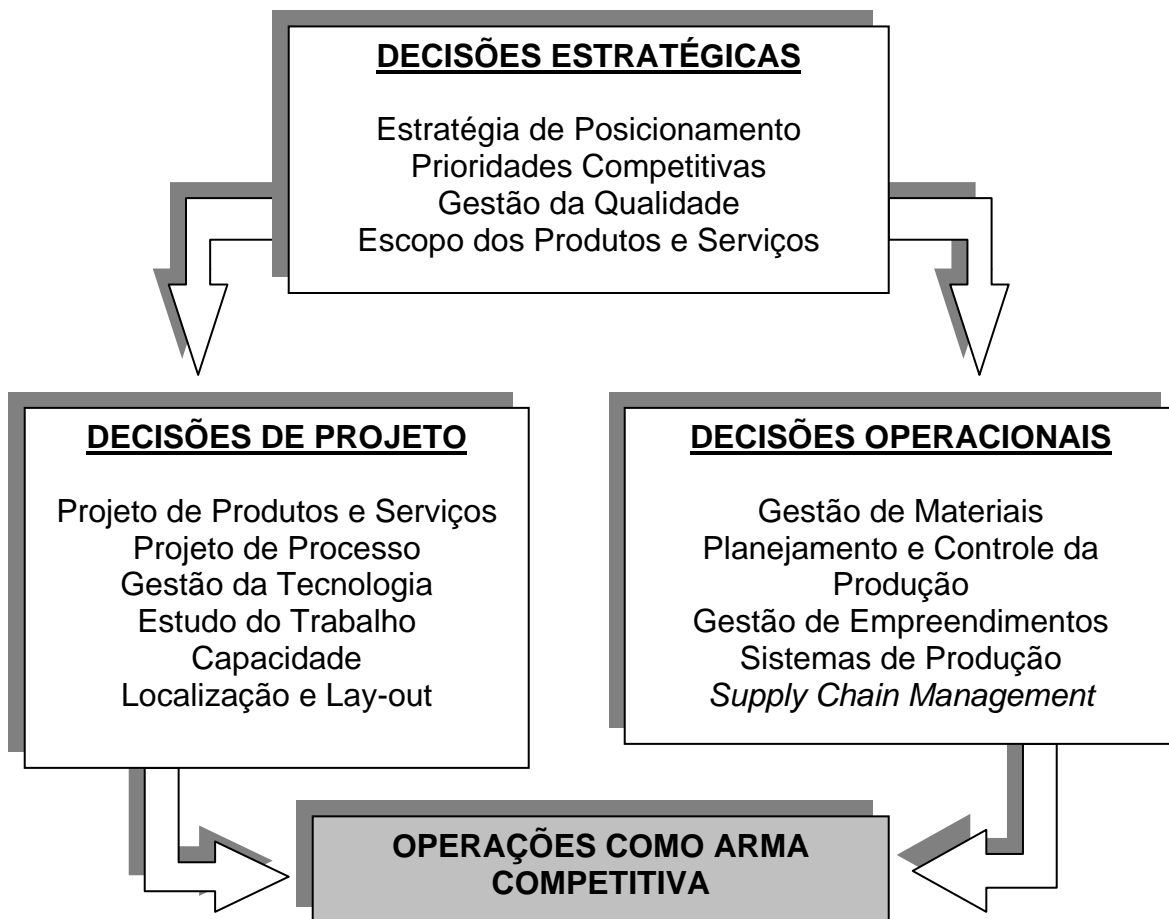 DECISÕES ESTRATÉGICAS
Estratégia de Posicionamento
Prioridades Competitivas
Gestão da Qualidade
Escopo dos Produtos e Serviços
DECISÕES DE PROJETO
Projeto de Produtos e Serviços
Projeto de Processo
Gestão da Tecnologia
Estudo do Trabalho
Capacidade
Localização e Lay-out
DECISÕES OPERACIONAIS
Gestão de Materiais
Planejamento e Controle da
Produção
Gestão de Empreendimentos
Sistemas de Produção
Supply Chain Management
OPERAÇÕES COMO ARMA
COMPETITIVA